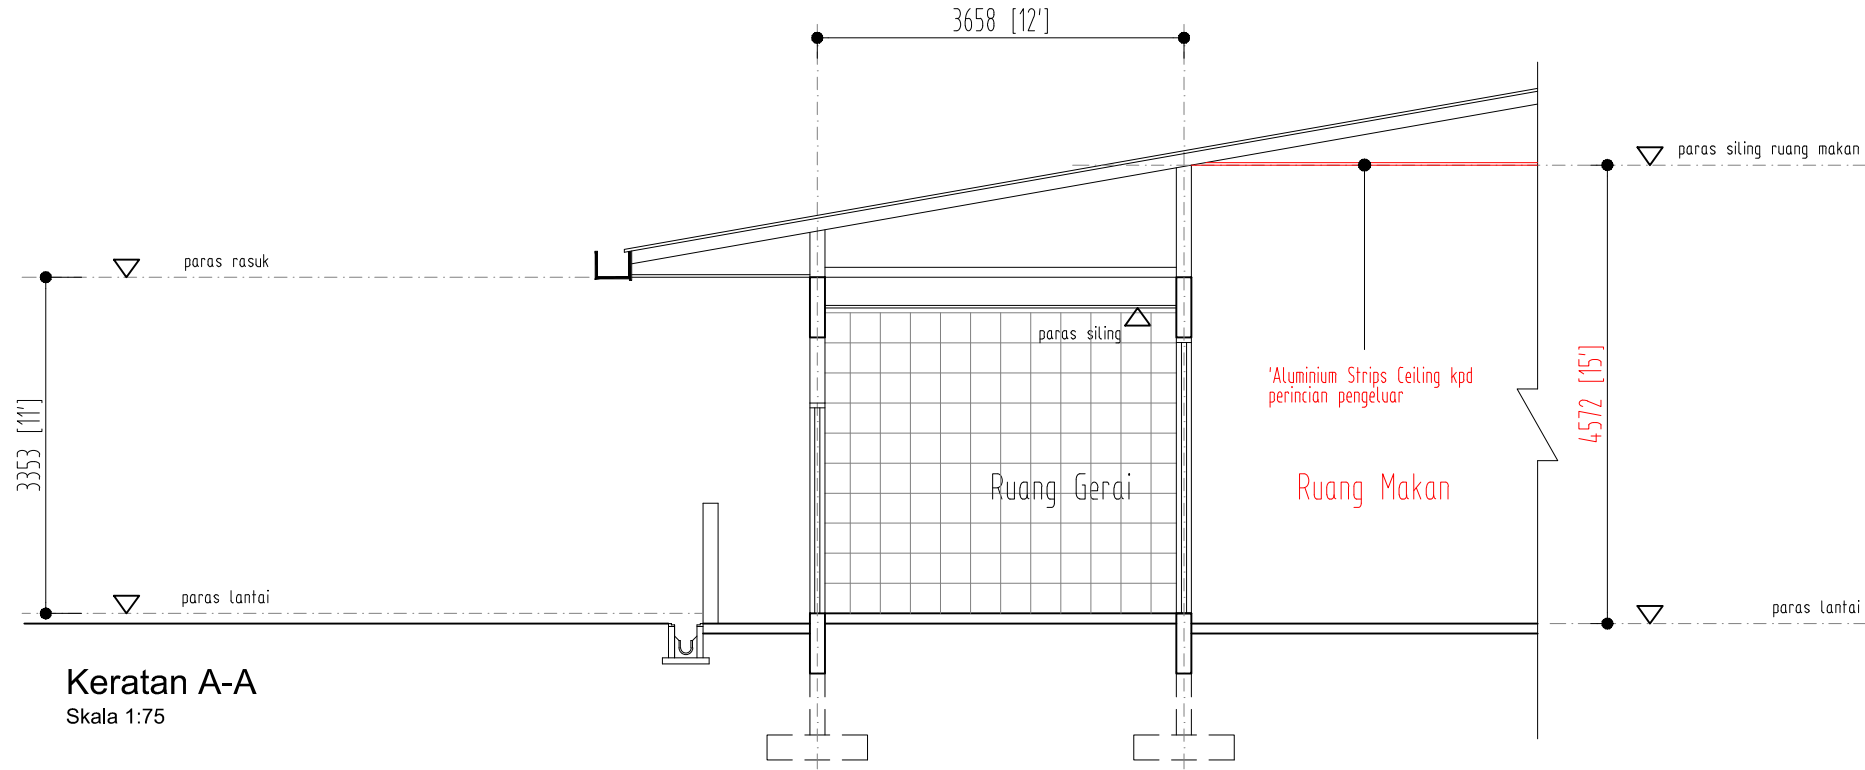 3658 [12']
paras siling ruang makan
paras rasuk
paras siling
'Aluminium Strips Ceiling kpd
perincian pengeluar
3353 [11']
4572 [15']
Ruang Gerai
Ruang Makan
paras lantai
paras lantai
Keratan A-A
Skala 1:75